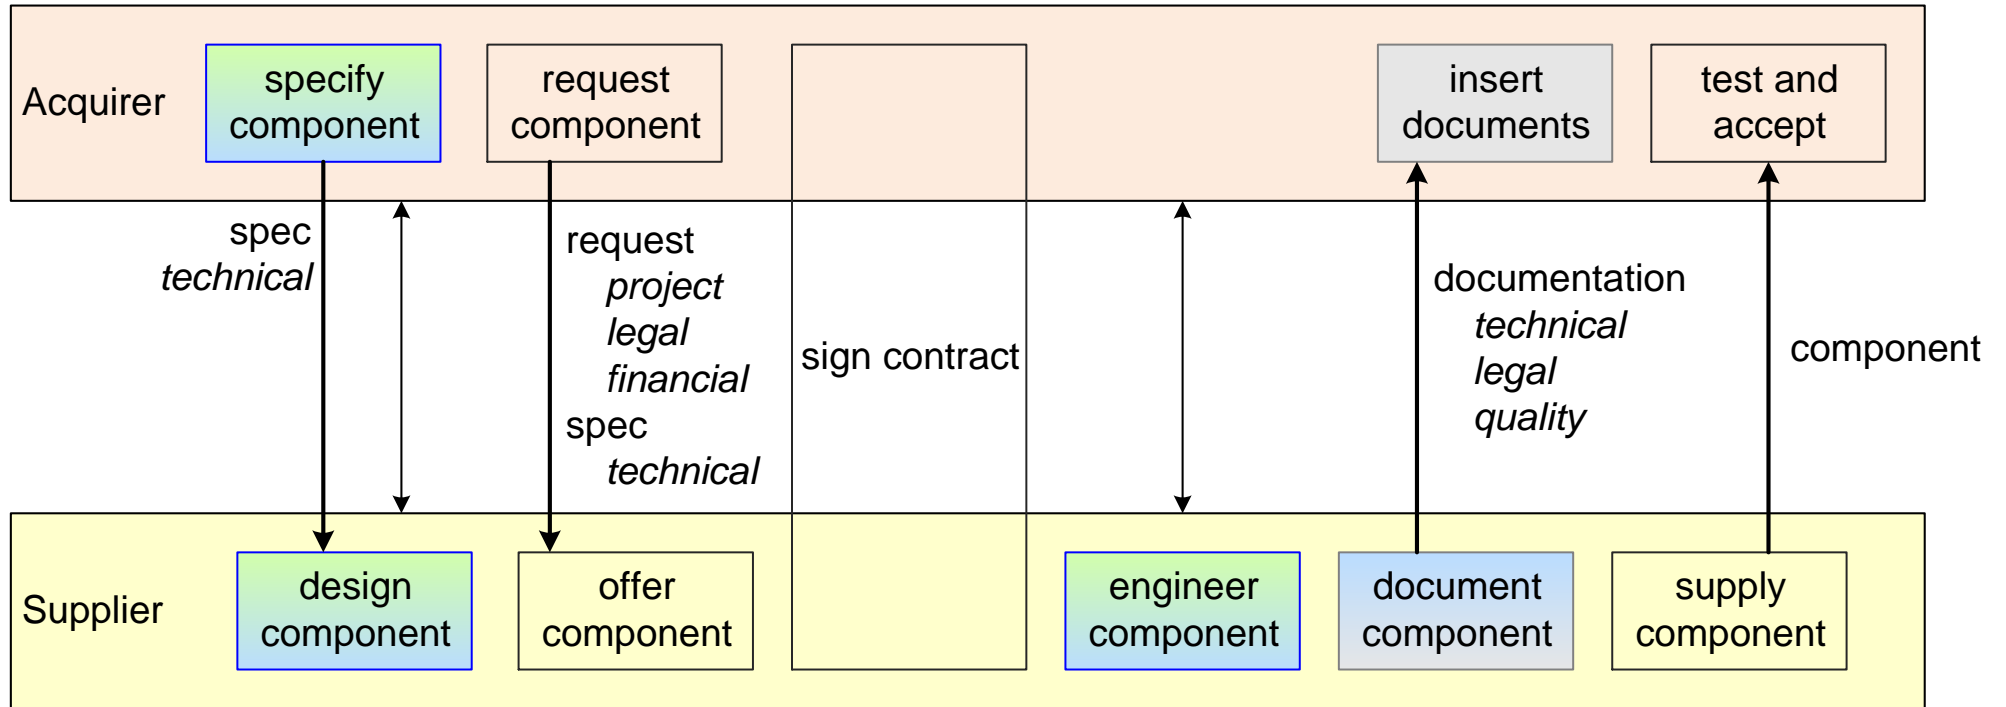 Acquirer
specify
component
request
component
insert
documents
test and
accept
spec
technical
request
project
legal
financial
spec
technical
sign contract
documentation
technical
legal
quality
component
Supplier
design
component
offer
component
engineer
component
document
component
supply
component